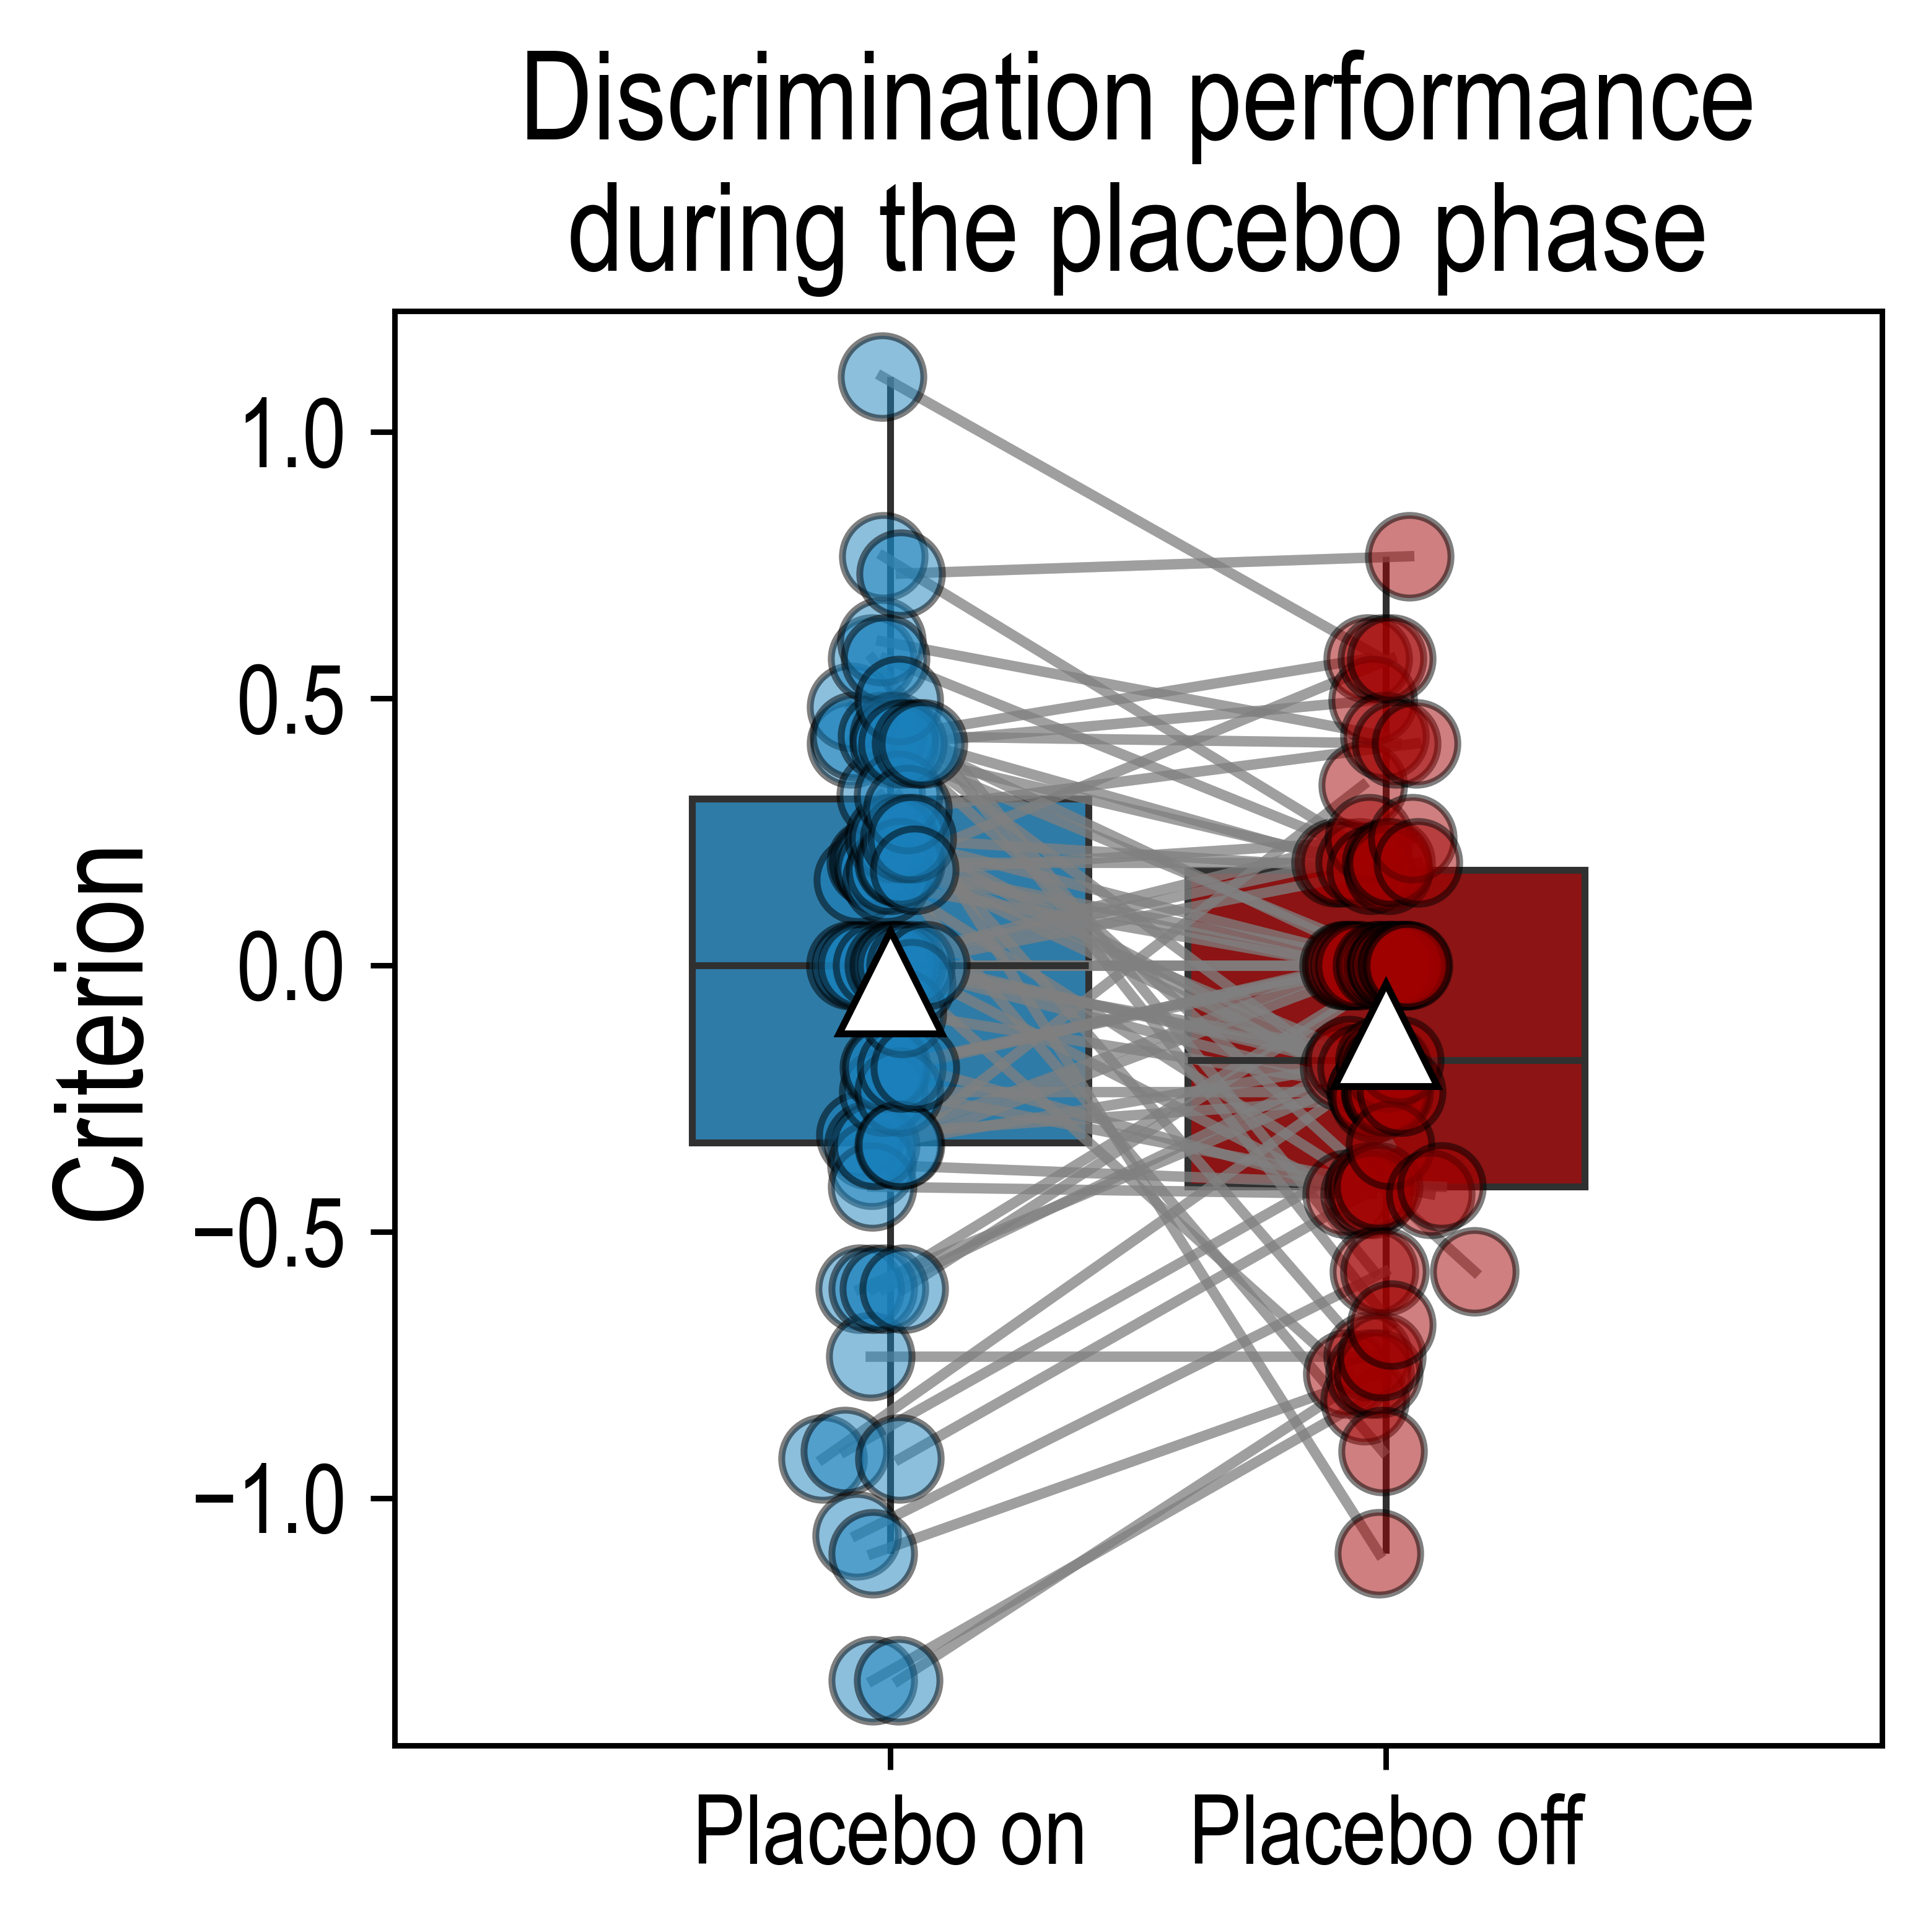 Discrimination performance
during the placebo phase
Criterion
1.0
0.5
0.0
−0.5
−1.0
Placebo on
Placebo off